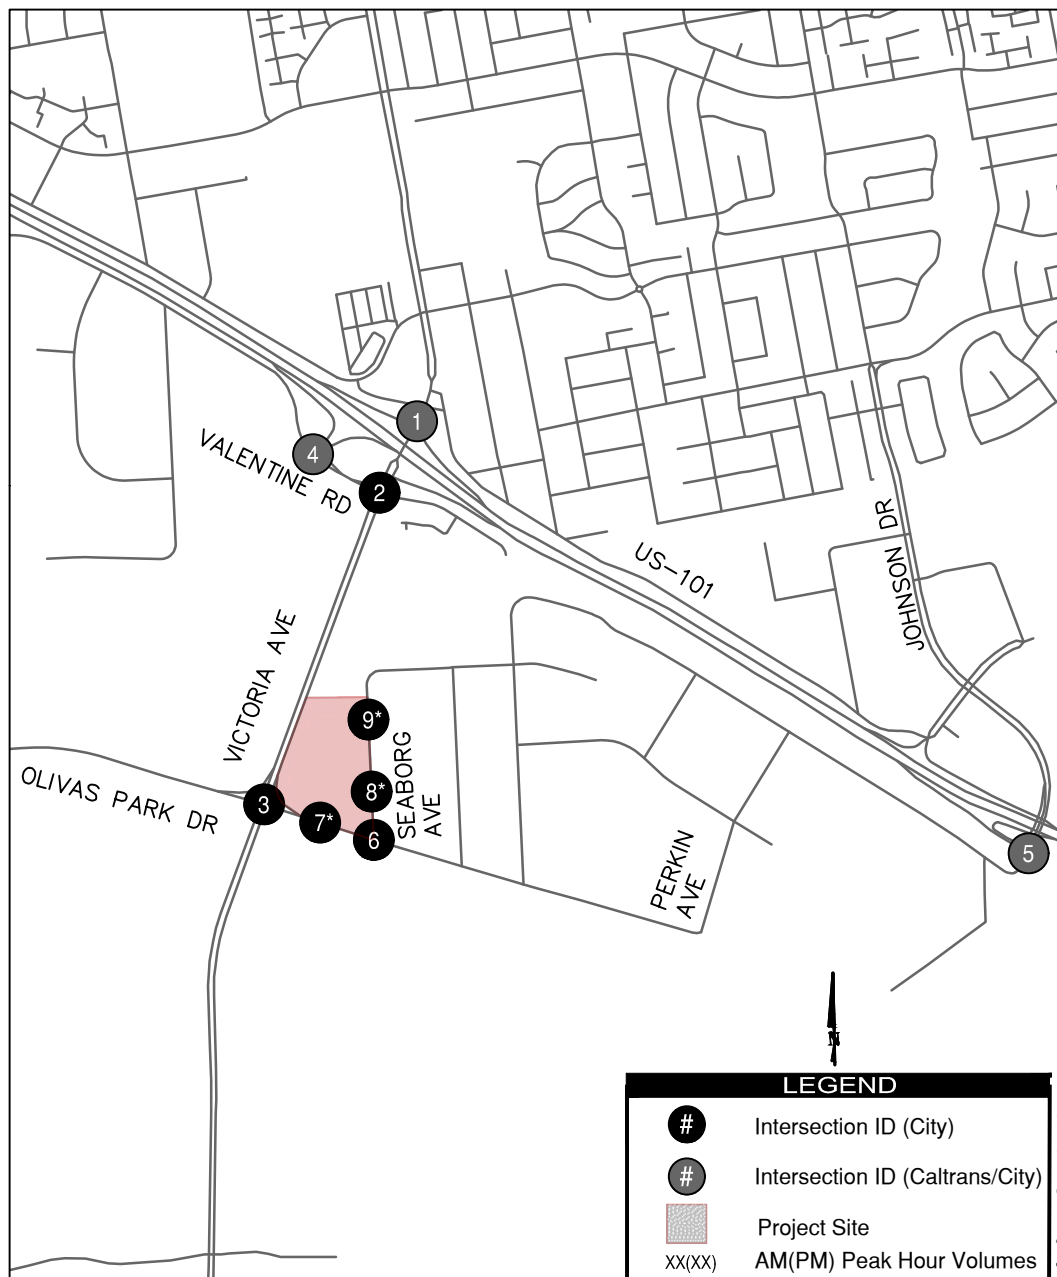 1
4
VALENTINE RD
2
US-101
JOHNSON DR
VICTORIA AVE
9*
SEABORG
AVE
8*
OLIVAS PARK DR
3
7*
6
PERKIN
AVE
5
N
LEGEND
# Intersection ID (City)
# Intersection ID (Caltrans/City)
Project Site
XX(XX) AM(PM) Peak Hour Volumes